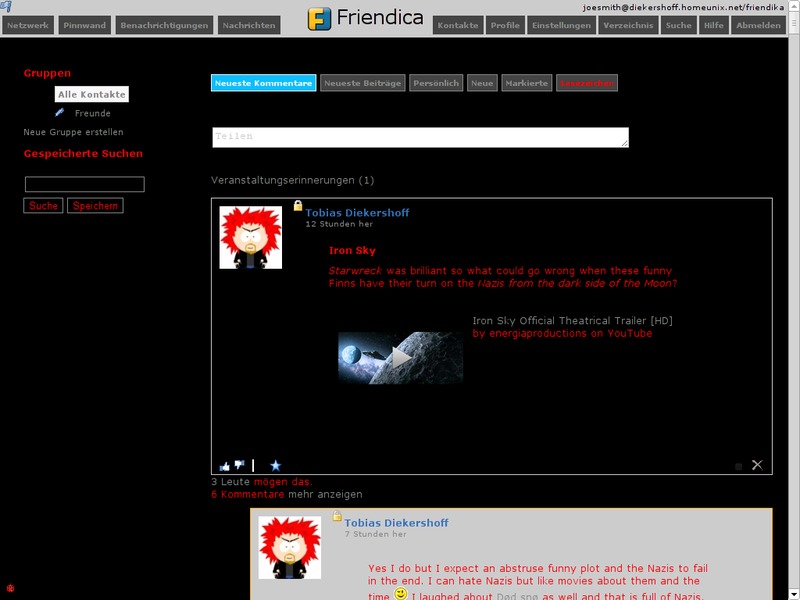 joesmith@diekershoff.homeunix.net/friendika
Netzwerk Pinnwand Benachrichtigungen Nachrichten Friendica Kontakte Profile Einstellungen Verzeichnis Suche Hilfe Abmelden
Gruppen
Alle Kontakte
Freunde
Neue Gruppe erstellen
Gespeicherte Suchen
Suche Speichern
Neueste Kommentare Neueste Beiträge Persönlich Neue Markierte
Teilen
Veranstaltungserinnerungen (1)
Tobias Diekershoff
12 Stunden her
Iron Sky
Starwreck was brilliant so what could go wrong when these funny
Finns have their turn on the Nazis from the dark side of the Moon?
Iron Sky Official Theatrical Trailer [HD]
by energiaproductions on YouTube
3 Leute mögen das.
6 Kommentare mehr anzeigen
Tobias Diekershoff
7 Stunden her
Yes I do but I expect an abstruse funny plot and the Nazis to fail
in the end. I can hate Nazis but like movies about them and the
time I laughed about Død snø as well and that is full of Nazis.